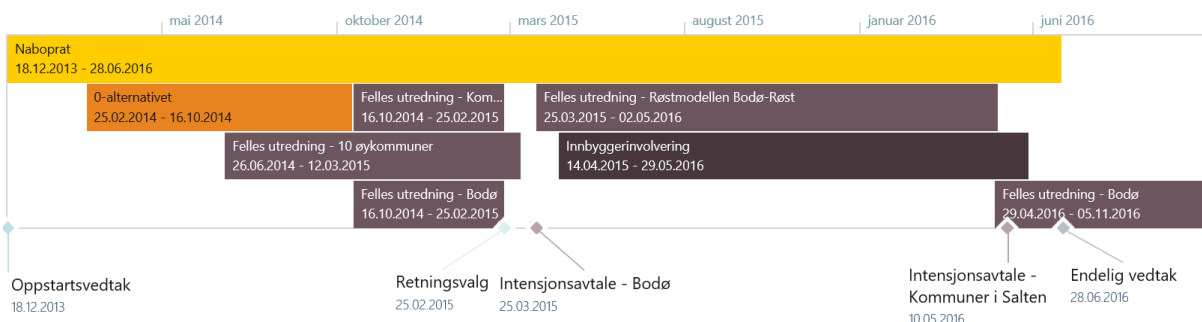 mai 2014
oktober 2014
mars 2015
august 2015
januar 2016
juni 2016
Naboprat
18.12.2013 - 28.06.2016
0-alternativet
25.02.2014 - 16.10.2014
Felles utredning - Kom...
16.10.2014 - 25.02.2015
Felles utredning - Røstmodellen Bodø-Røst
25.03.2015 - 02.05.2016
Felles utredning - 10 øykommuner
26.06.2014 - 12.03.2015
Innbyggerinvolvering
14.04.2015 - 29.05.2016
Felles utredning - Bodø
16.10.2014 - 25.02.2015
Felles utredning - Bodø
29.04.2016 - 05.11.2016
Oppstartsvedtak
18.12.2013
Retningsvalg
25.02.2015
Intensjonsavtale - Bodø
25.03.2015
Intensjonsavtale -
Kommuner i Salten
10.05.2016
Endelig vedtak
28.06.2016